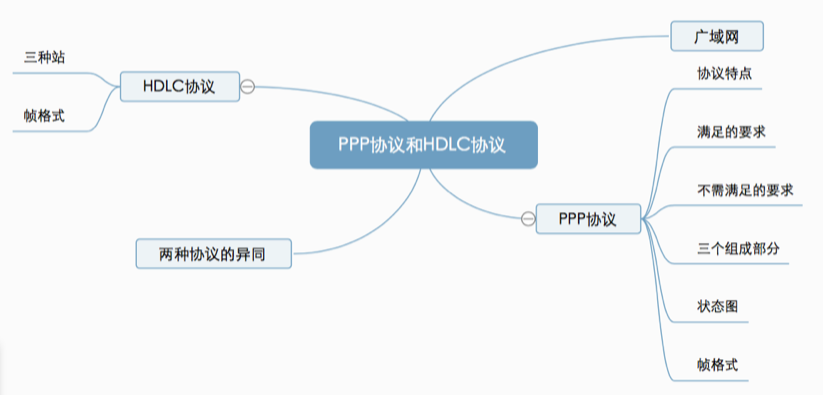 PPP协议和HDLC协议
广域网
PPP协议
协议特点
满足的要求
不需满足的要求
三个组成部分
状态图
帧格式
HDLC协议
三种站
帧格式
两种协议的异同